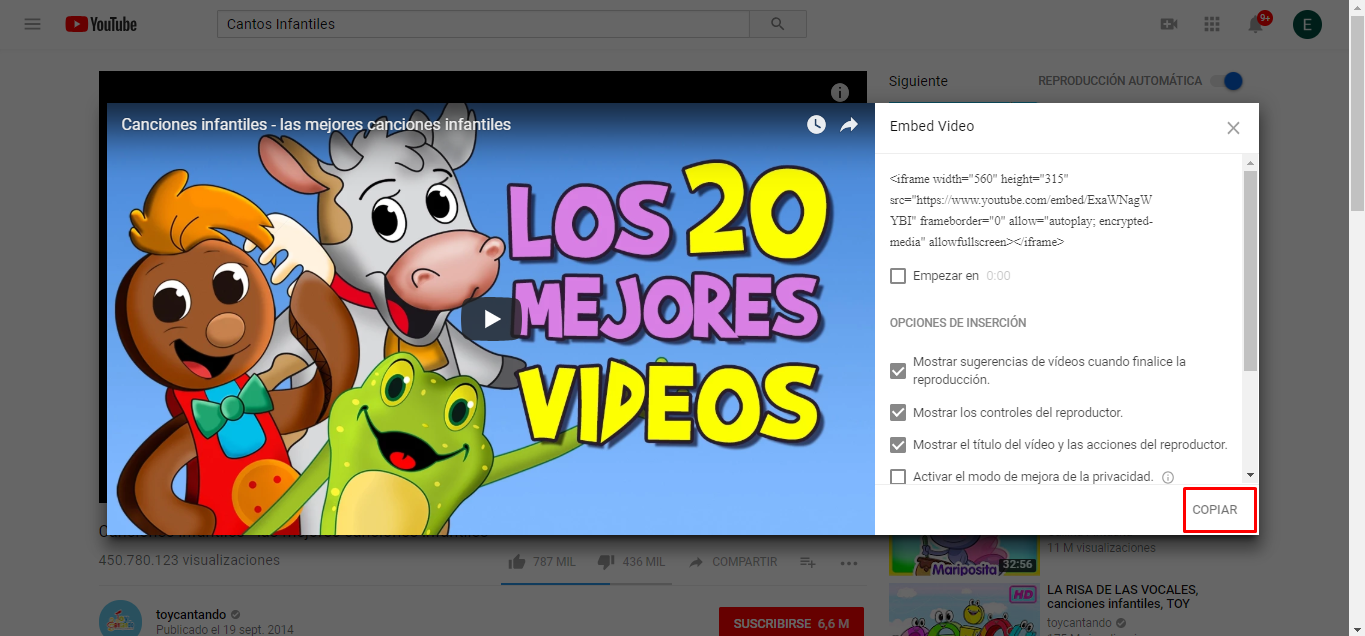 YouTube
Cantos Infantiles
9+
E
Siguiente
REPRODUCCIÓN AUTOMÁTICA
Canciones infantiles - las mejores canciones infantiles
LOS 20
MEJORES
VIDEOS
Embed Video
<iframe width="560" height="315"
src="https://www.youtube.com/embed/ExaWNagW
YBI" frameborder="0" allow="autoplay; encrypted-
media" allowfullscreen></iframe>
Empezar en 0:00
OPCIONES DE INSERCIÓN
Mostrar sugerencias de vídeos cuando finalice la
reproducción.
Mostrar los controles del reproductor.
Mostrar el título del vídeo y las acciones del reproductor.
Activar el modo de mejora de la privacidad.
COPIAR
450.780.123 visualizaciones
787 MIL
436 MIL
COMPARTIR
toycantando
Publicado el 19 sept. 2014
SUSCRIBIRSE 6,6 M
Mariposita
32:56
11 M visualizaciones
HD
LA RISA DE LAS VOCALES,
canciones infantiles, TOY
toycantando